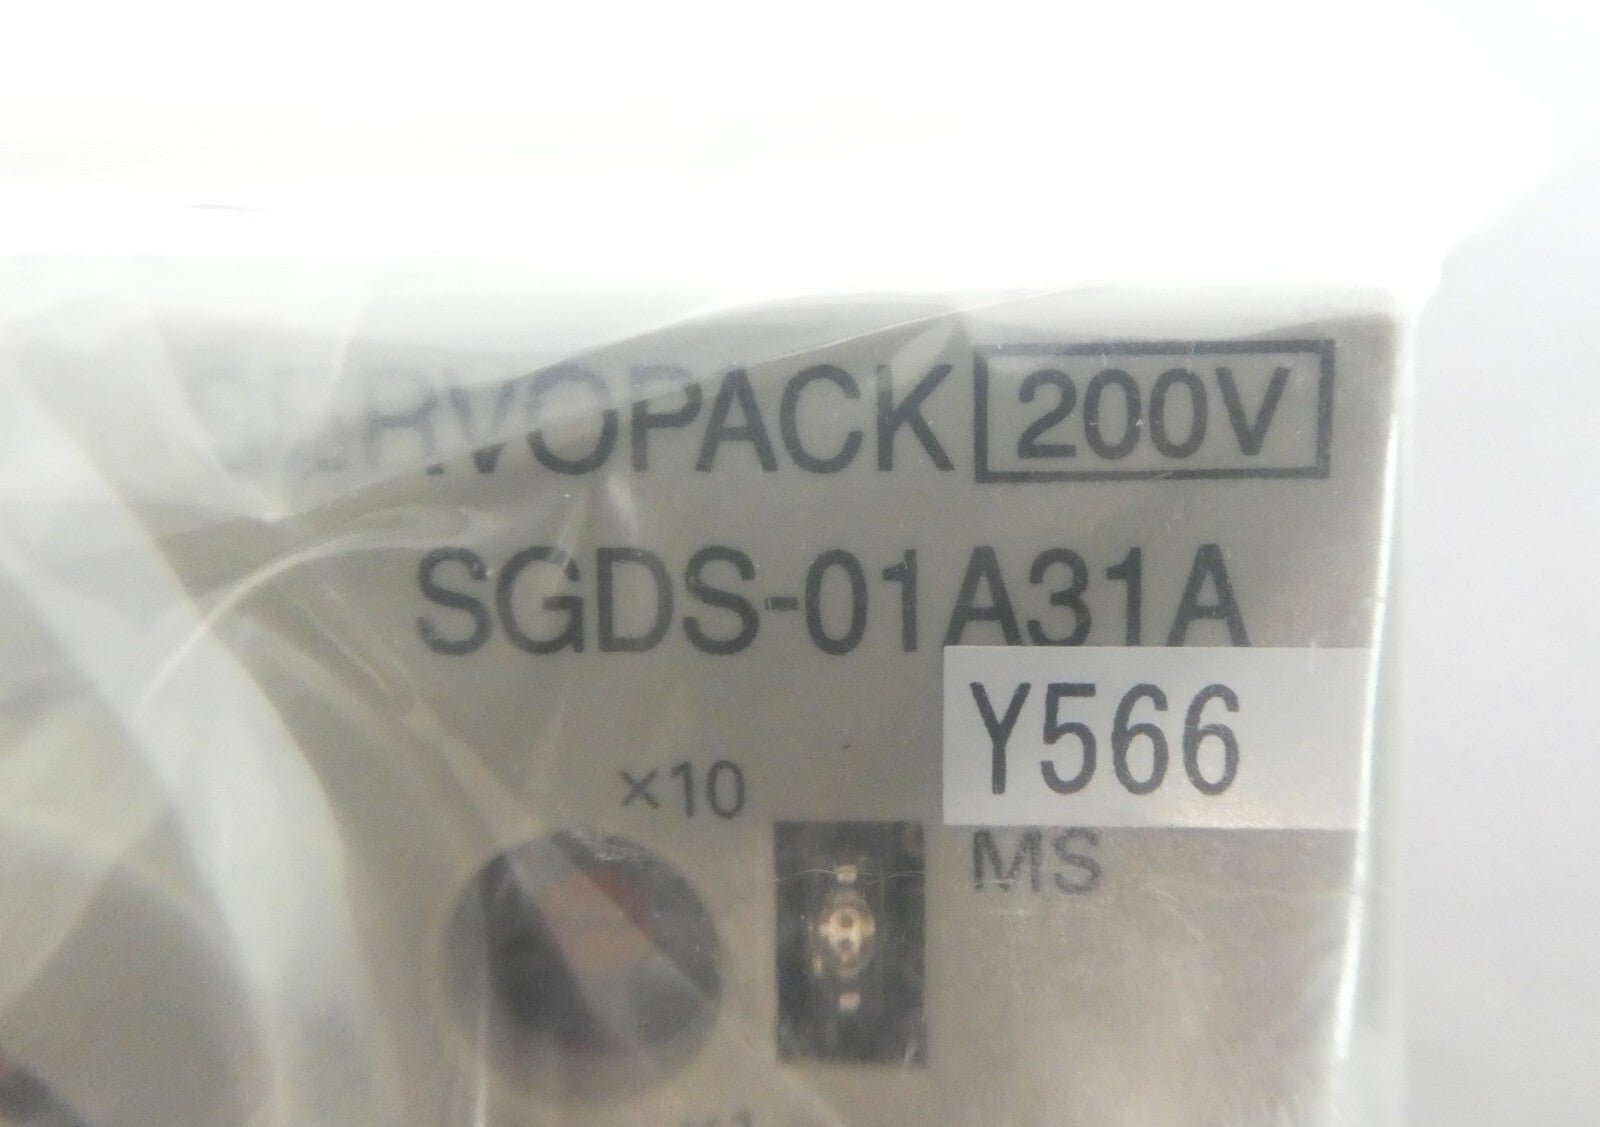 SERVOPACK 200V
SGDS-01A31A
Y566
×10
MS